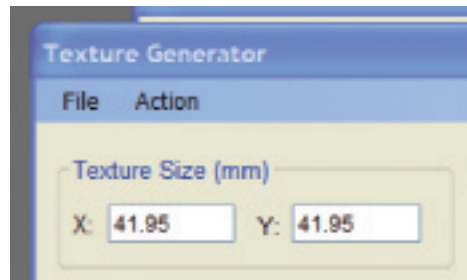 Texture Generator
File Action
Texture Size (mm)
X: 41.95 Y: 41.95